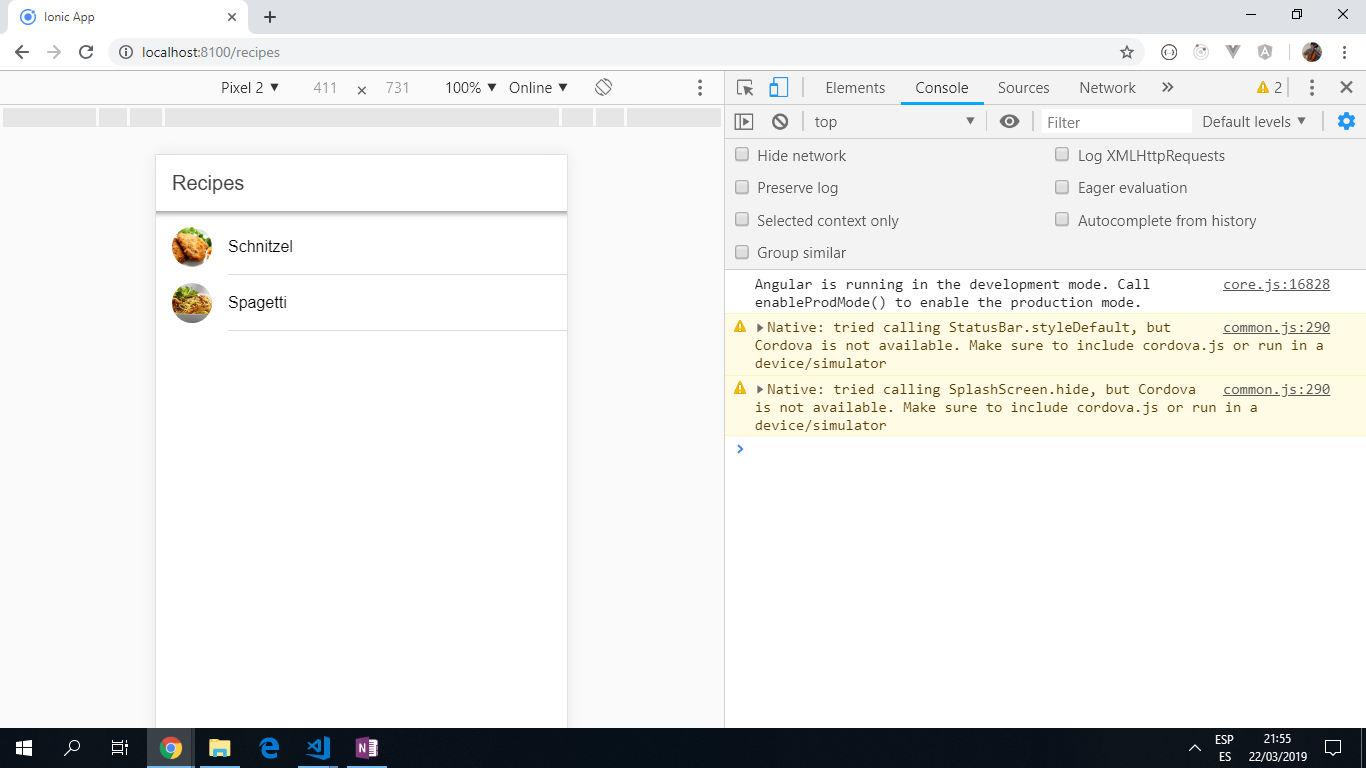 Ionic App
localhost:8100/recipes
Pixel 2 ▼ 411 × 731 100% ▼ Online ▼
Elements Console Sources Network » 2
top ▼ Filter Default levels ▼
Hide network Log XMLHttpRequests
Preserve log Eager evaluation
Selected context only Autocomplete from history
Group similar
Recipes
Schnitzel
Spagetti
Angular is running in the development mode. Call core.js:16828
enableProdMode() to enable the production mode.
Native: tried calling StatusBar.styleDefault, but common.js:290
Cordova is not available. Make sure to include cordova.js or run in a
device/simulator
Native: tried calling SplashScreen.hide, but Cordova common.js:290
is not available. Make sure to include cordova.js or run in a
device/simulator
N
ESP 21:55
ES 22/03/2019